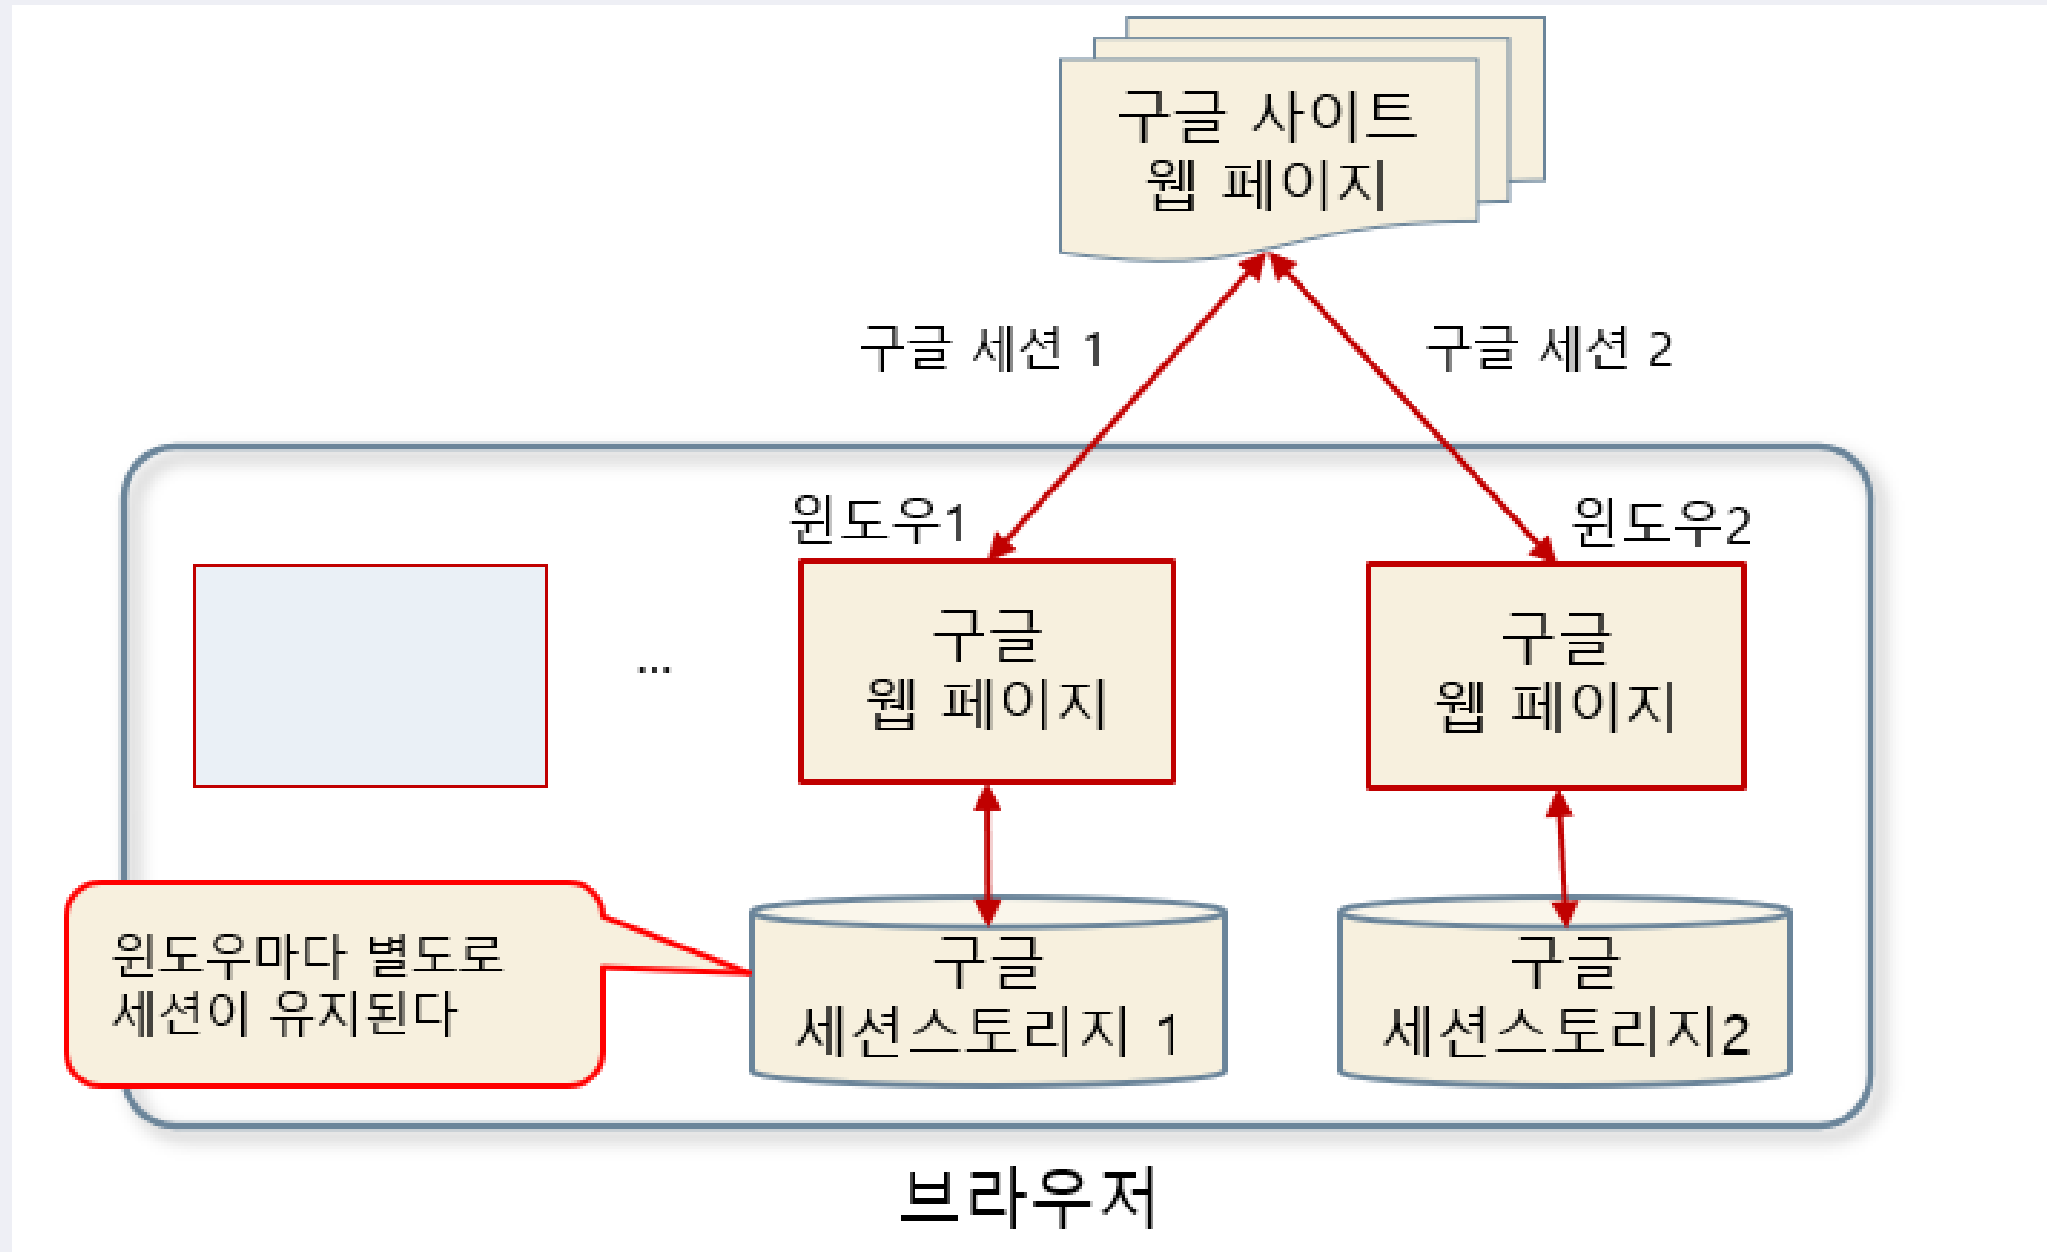 구글 사이트
웹 페이지
구글 세션 1
구글 세션 2
윈도우1
윈도우2
...
구글
웹 페이지
구글
웹 페이지
윈도우마다 별도로
세션이 유지된다
구글
세션스토리지 1
구글
세션스토리지2
브라우저